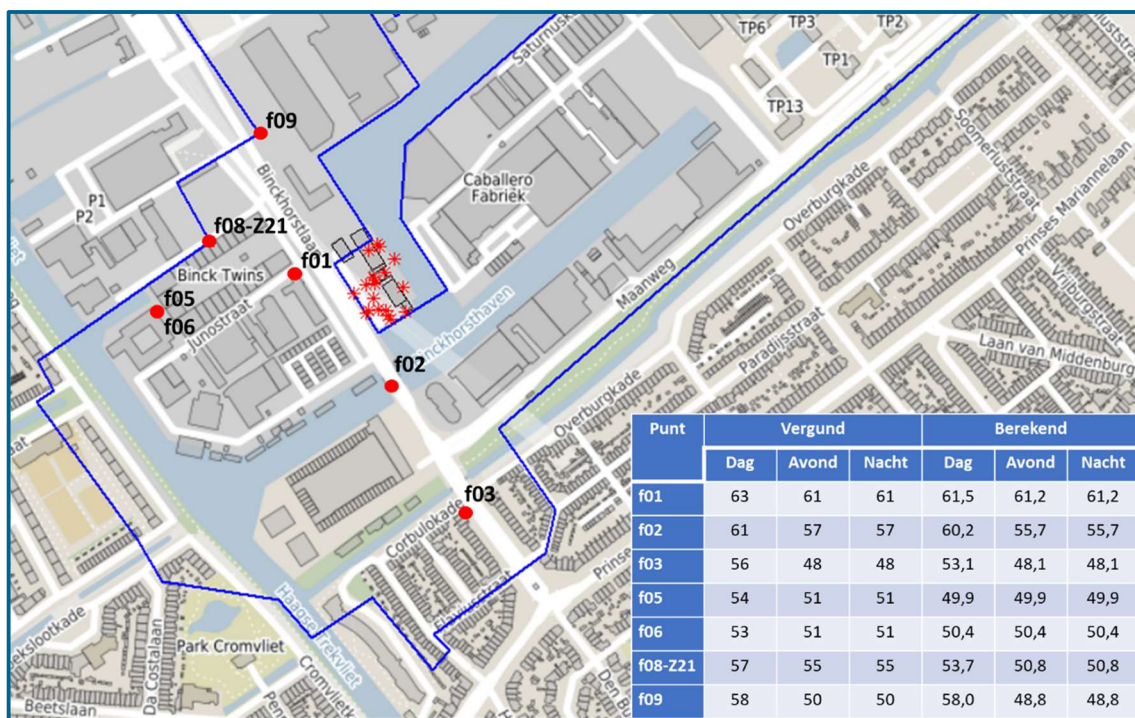 TP6
TP3
TP2
TP1
TP13
f09
Binckhorstlaan
P1
P2
Caballero
Fabriek
Soomerluststraat
Overburgkade
Prinses Mariannelaan
f08-Z21
Binck Twins
f01
f05
f06
Junostraat
Maanweg
Vrijburgstraat
f02
Paradijsstraat
Laan van Middenburg
Overburgkade
f03
Corbulokade
Haagse Trekvliet
Park Cromvliet
Da Costalaan
Beetslaan
Punt Vergund Berekend
Dag Avond Nacht Dag Avond Nacht
f01 63 61 61 61,5 61,2 61,2
f02 61 57 57 60,2 55,7 55,7
f03 56 48 48 53,1 48,1 48,1
f05 54 51 51 49,9 49,9 49,9
f06 53 51 51 50,4 50,4 50,4
f08-Z21 57 55 55 53,7 50,8 50,8
f09 58 50 50 58,0 48,8 48,8